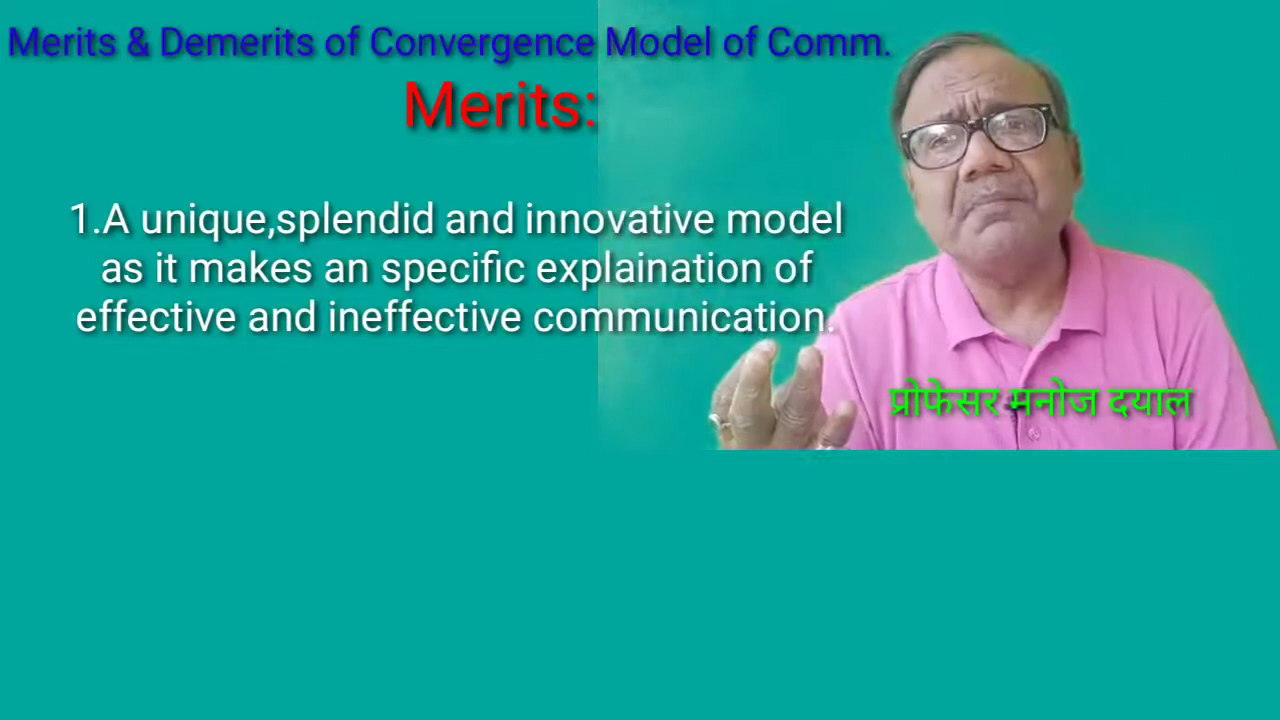 Merits & Demerits of Convergence Model of Comm.
Merits:
1.A unique,splendid and innovative model
as it makes an specific explaination of
effective and ineffective communication.
प्रोफेसर मनोज दयाल